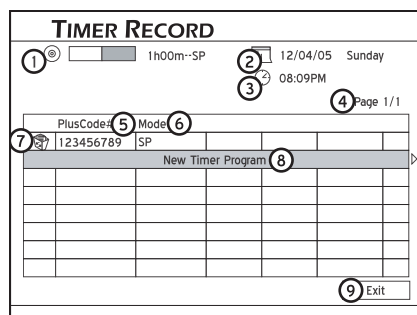 TIMER RECORD
1 1h00m--SP 2 12/04/05 Sunday
3 08:09PM
4 Page 1/1
PlusCode# 5 Mode 6
7 123456789 SP
New Timer Program 8
9 Exit